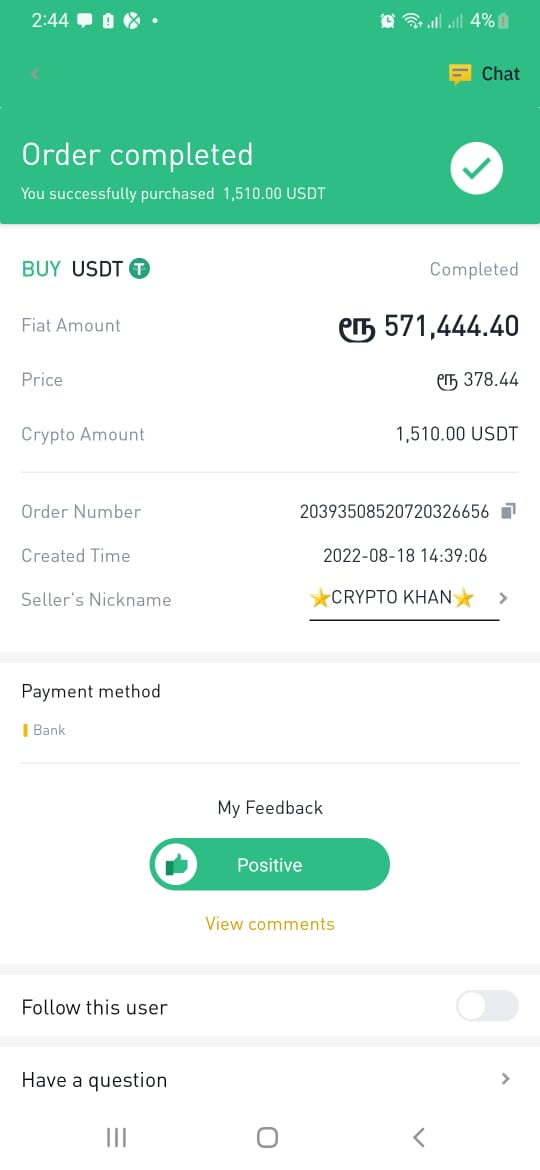 2:44 4%
Chat
Order completed
You successfully purchased 1,510.00 USDT
BUY USDT Completed
Fiat Amount ௹ 571,444.40
Price ௹ 378.44
Crypto Amount 1,510.00 USDT
Order Number 20393508520720326656
Created Time 2022-08-18 14:39:06
Seller's Nickname ⭐CRYPTO KHAN⭐
Payment method
Bank
My Feedback
Positive
View comments
Follow this user
Have a question